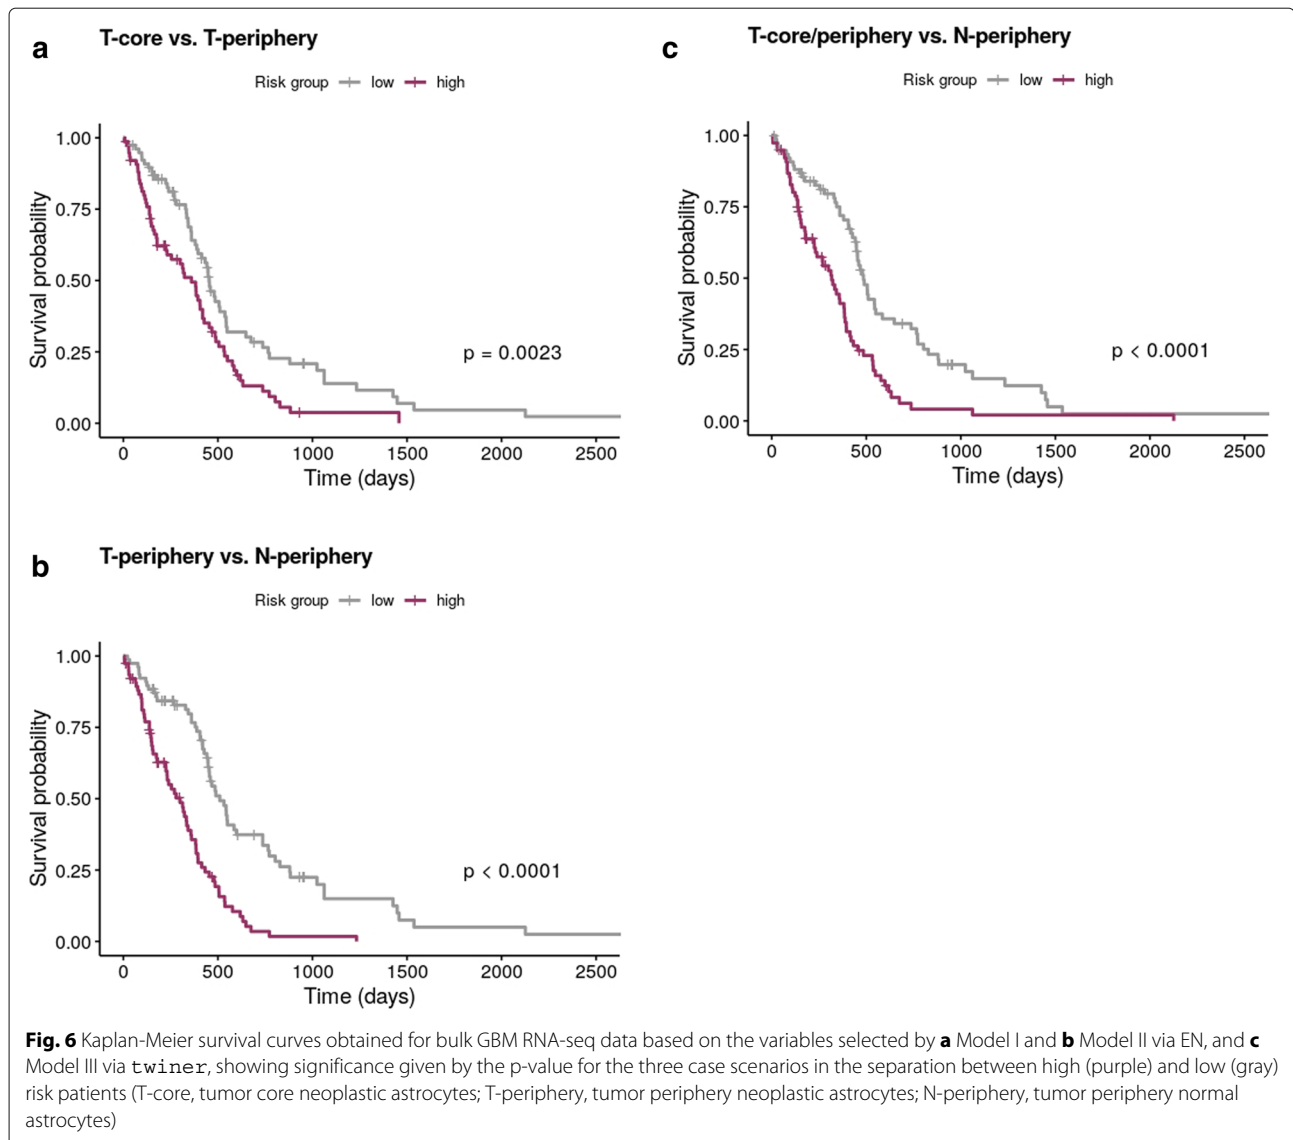 a
T-core vs. T-periphery
Risk group low high
1.00
0.75
0.50
0.25
0.00
Survival probability
p = 0.0023
0 500 1000 1500 2000 2500
Time (days)
c
T-core/periphery vs. N-periphery
Risk group low high
1.00
0.75
0.50
0.25
0.00
Survival probability
p < 0.0001
0 500 1000 1500 2000 2500
Time (days)
b
T-periphery vs. N-periphery
Risk group low high
1.00
0.75
0.50
0.25
0.00
Survival probability
p < 0.0001
0 500 1000 1500 2000 2500
Time (days)
Fig. 6 Kaplan-Meier survival curves obtained for bulk GBM RNA-seq data based on the variables selected by a Model I and b Model II via EN, and c
Model III via twiner, showing significance given by the p-value for the three case scenarios in the separation between high (purple) and low (gray)
risk patients (T-core, tumor core neoplastic astrocytes; T-periphery, tumor periphery neoplastic astrocytes; N-periphery, tumor periphery normal
astrocytes)